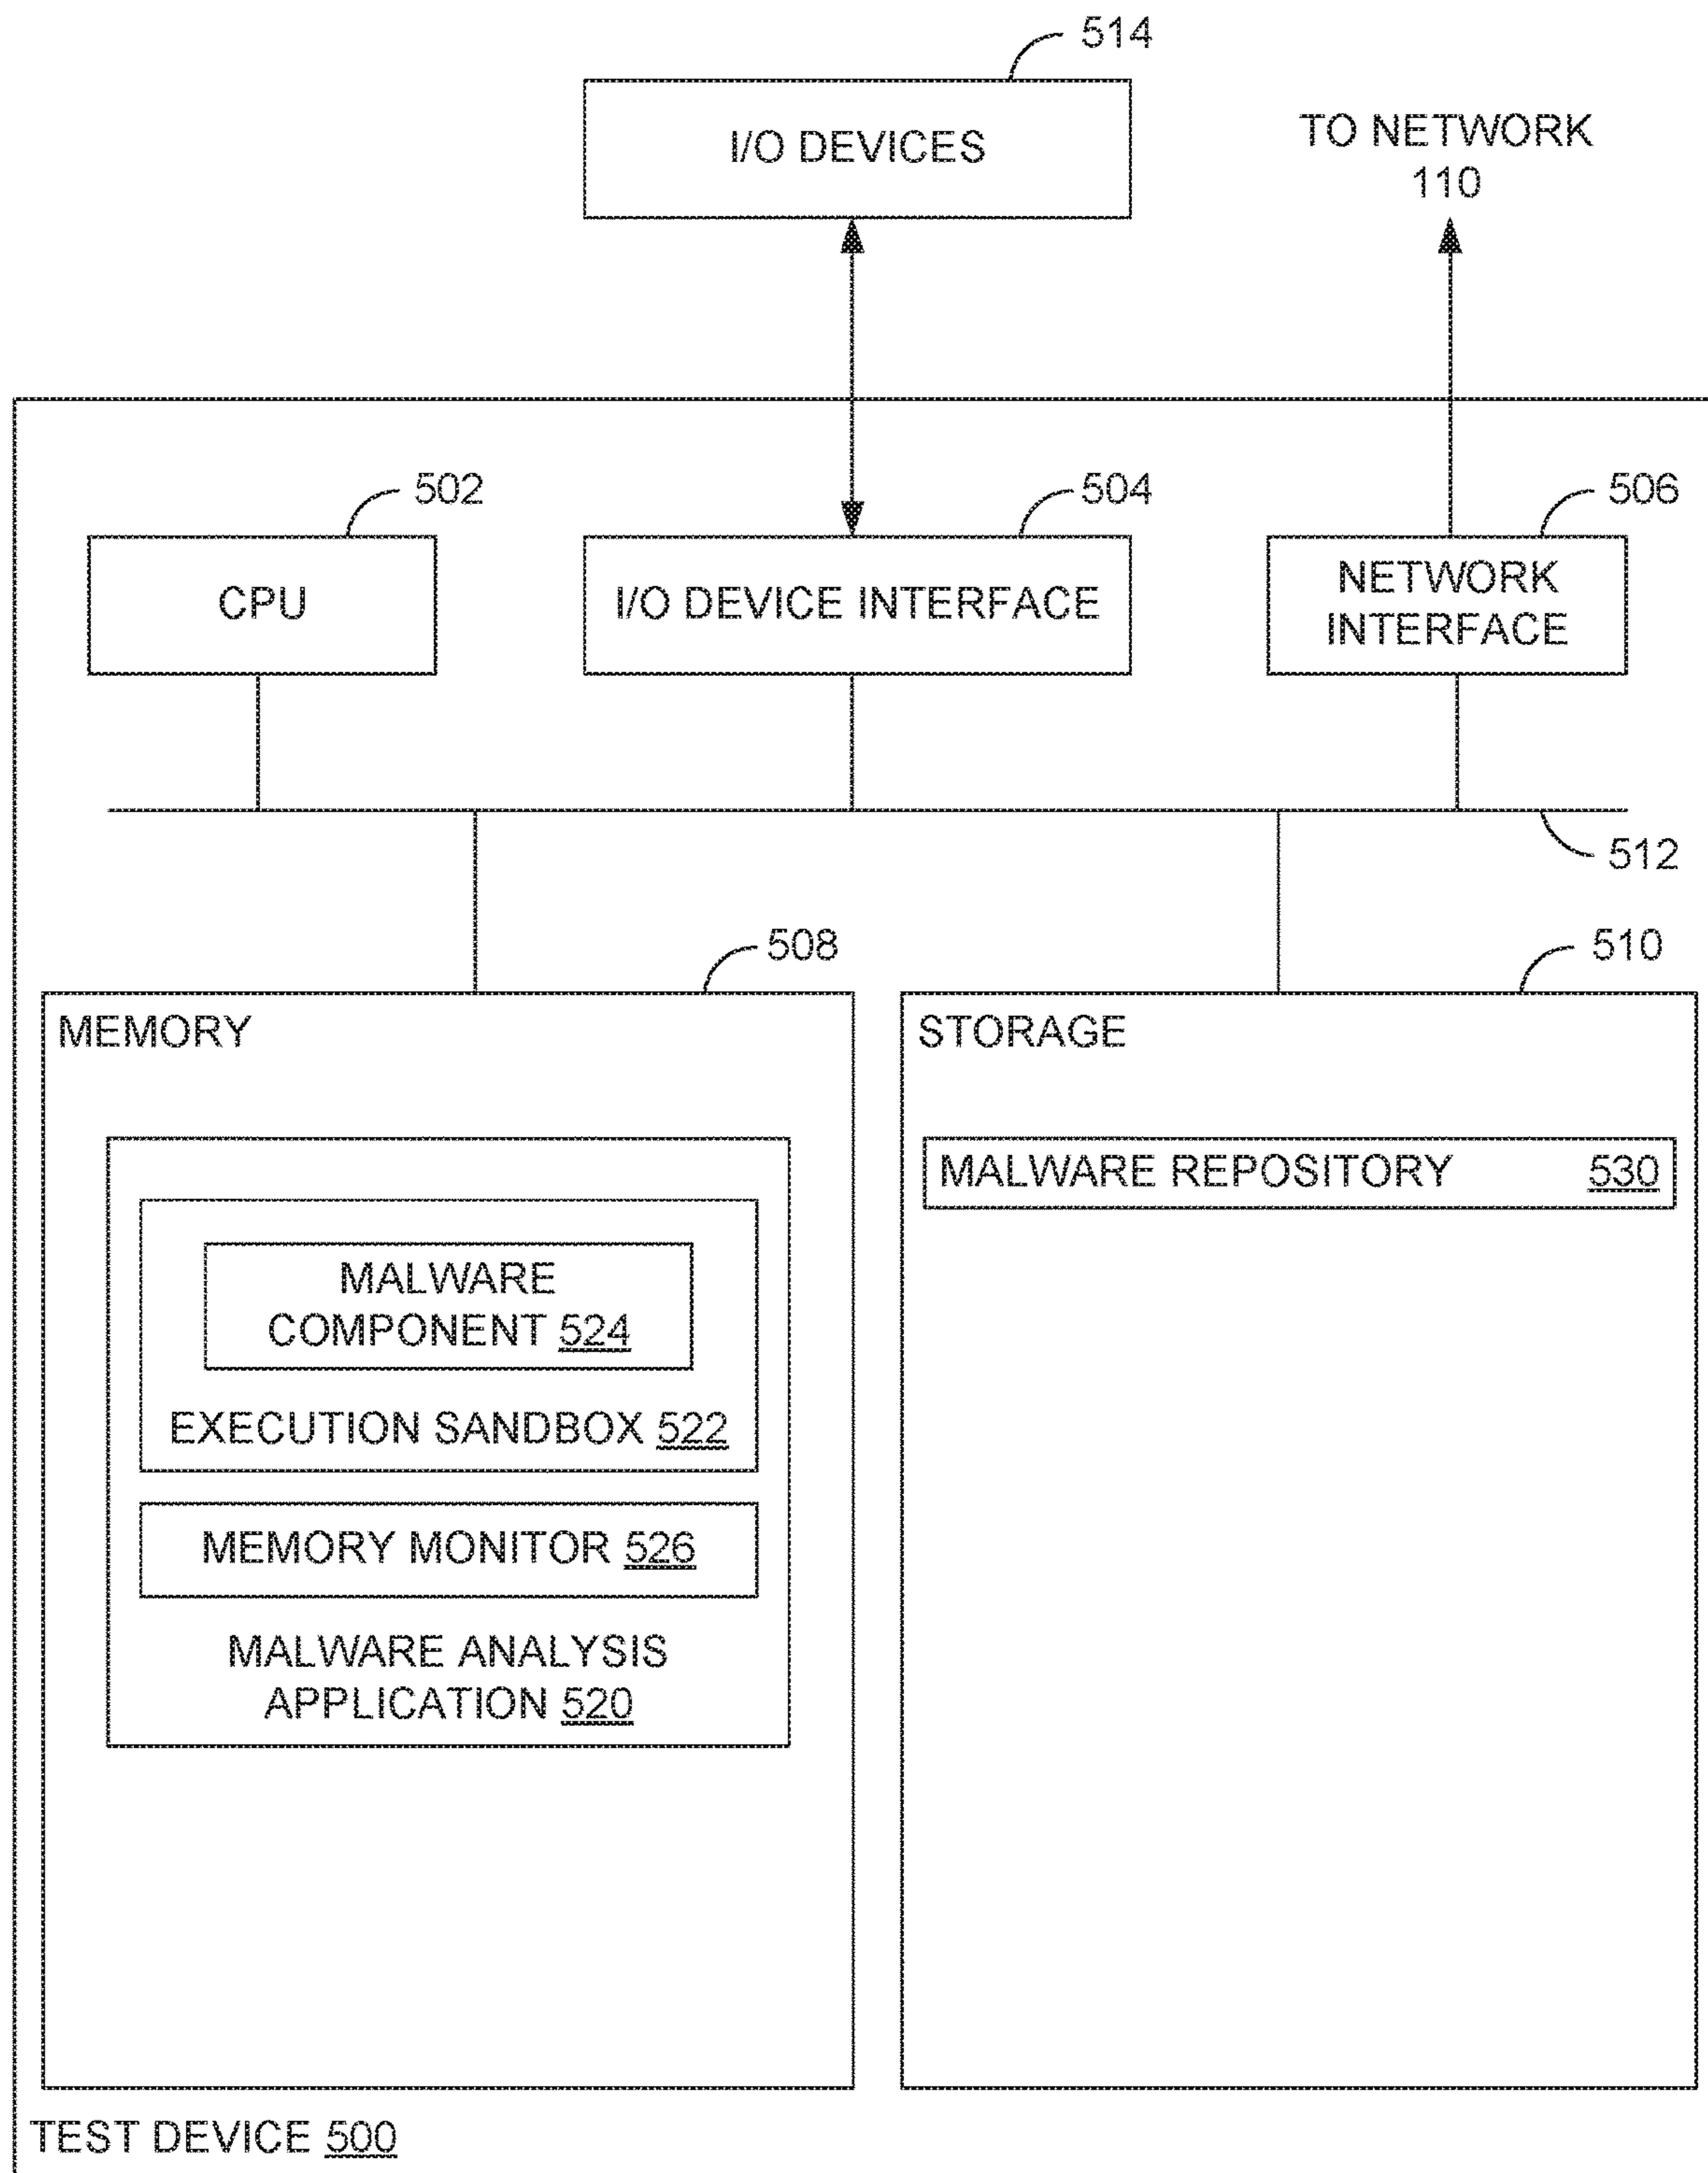 514
I/O DEVICES
TO NETWORK
110
502
504
506
CPU
I/O DEVICE INTERFACE
NETWORK
INTERFACE
512
508
510
MEMORY
STORAGE
MALWARE REPOSITORY 530
MALWARE
COMPONENT 524
EXECUTION SANDBOX 522
MEMORY MONITOR 526
MALWARE ANALYSIS
APPLICATION 520
TEST DEVICE 500